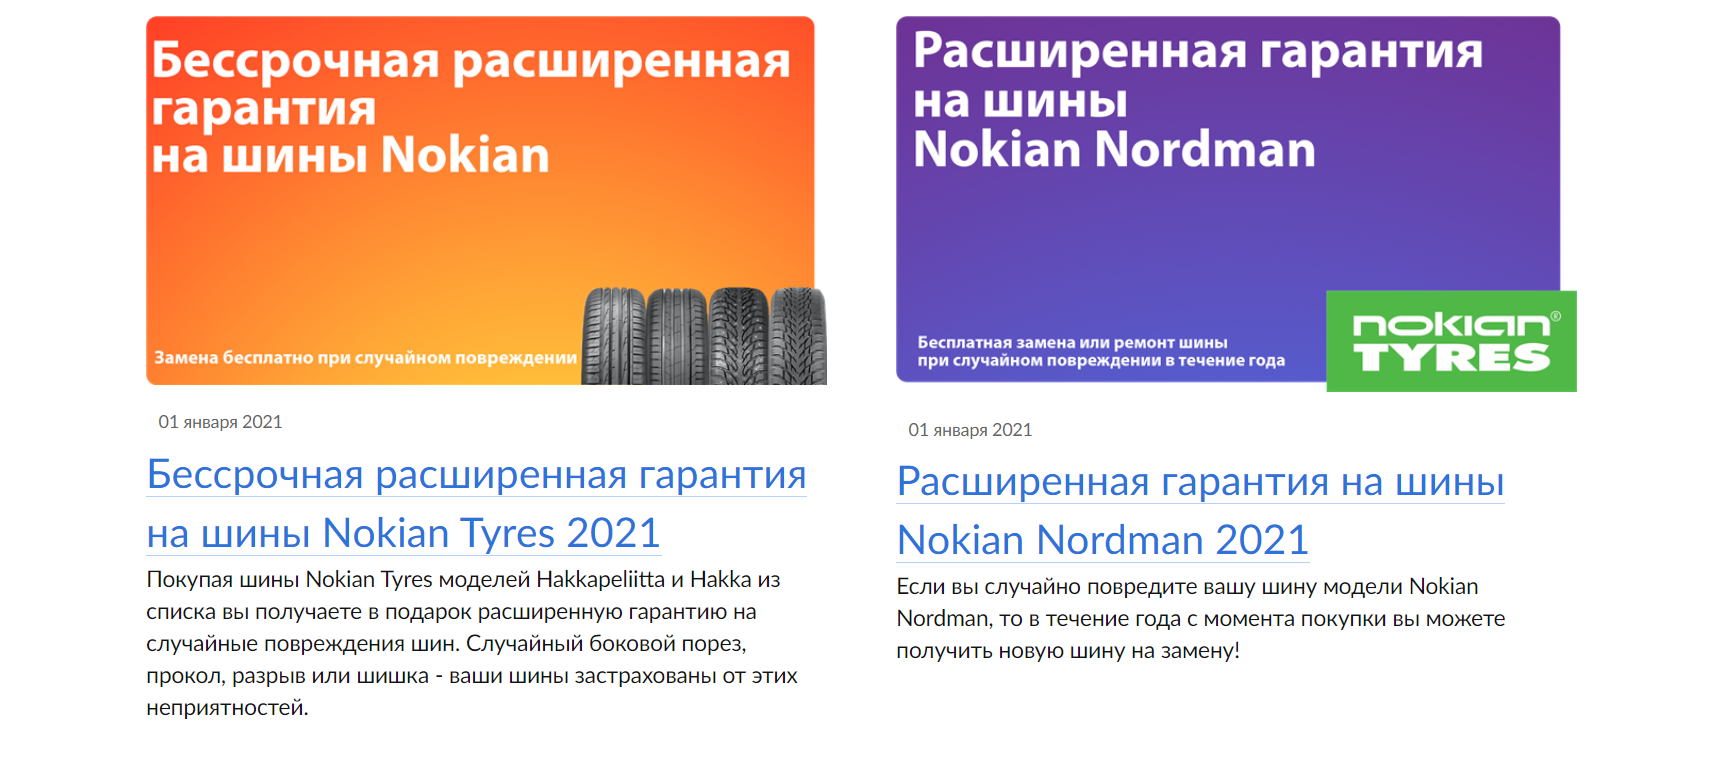 Бессрочная расширенная
гарантия
на шины Nokian
Замена бесплатно при случайном повреждении
01 января 2021
Бессрочная расширенная гарантия
на шины Nokian Tyres 2021
Покупая шины Nokian Tyres моделей Hakkapeliitta и Hakka из
списка вы получаете в подарок расширенную гарантию на
случайные повреждения шин. Случайный боковой порез,
прокол, разрыв или шишка - ваши шины застрахованы от этих
неприятностей.
Расширенная гарантия
на шины
Nokian Nordman
Бесплатная замена или ремонт шины
при случайном повреждении в течение года
nokian®
TYRES
01 января 2021
Расширенная гарантия на шины
Nokian Nordman 2021
Если вы случайно повредите вашу шину модели Nokian
Nordman, то в течение года с момента покупки вы можете
получить новую шину на замену!